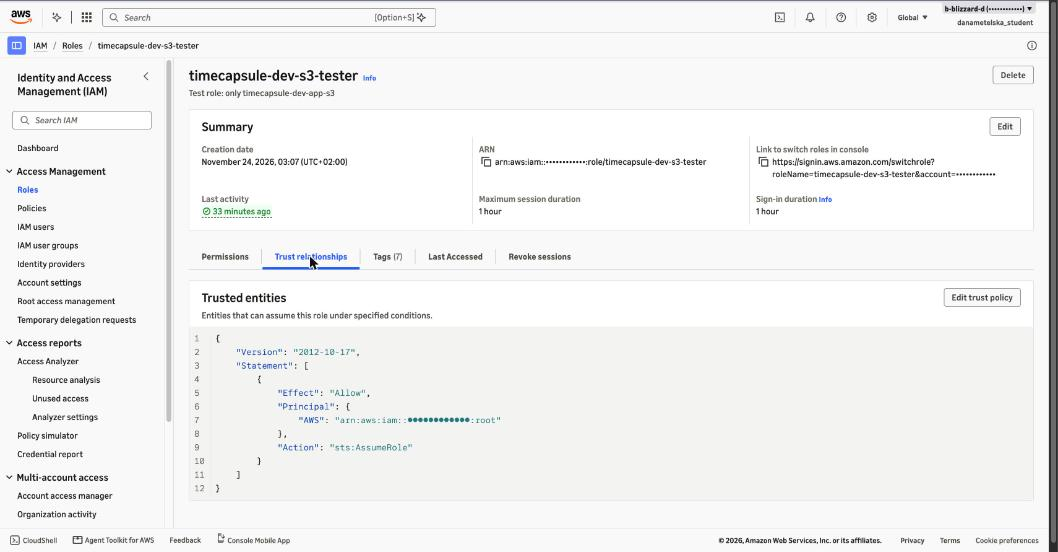 aws
Search
[Option+S]
Global
b-blizzard-d (••••••••••••)
danametelska_student
IAM / Roles / timecapsule-dev-s3-tester
Identity and Access
Management (IAM)
Search IAM
Dashboard
Access Management
Roles
Policies
IAM users
IAM user groups
Identity providers
Account settings
Root access management
Temporary delegation requests
Access reports
Access Analyzer
Resource analysis
Unused access
Analyzer settings
Policy simulator
Credential report
Multi-account access
Account access manager
Organization activity
timecapsule-dev-s3-tester Info
Delete
Test role: only timecapsule-dev-app-s3
Summary
Edit
Creation date
November 24, 2026, 03:07 (UTC+02:00)
ARN
arn:aws:iam::••••••••••••:role/timecapsule-dev-s3-tester
Link to switch roles in console
https://signin.aws.amazon.com/switchrole?
roleName=timecapsule-dev-s3-tester&account=••••••••••••
Last activity
33 minutes ago
Maximum session duration
1 hour
Sign-in duration Info
1 hour
Permissions
Trust relationships
Tags (7)
Last Accessed
Revoke sessions
Trusted entities
Edit trust policy
Entities that can assume this role under specified conditions.
1 {
2 "Version": "2012-10-17",
3 "Statement": [
4 {
5 "Effect": "Allow",
6 "Principal": {
7 "AWS": "arn:aws:iam::●●●●●●●●●●●●:root"
8 },
9 "Action": "sts:AssumeRole"
10 }
11 ]
12 }
CloudShell
Agent Toolkit for AWS
Feedback
Console Mobile App
© 2026, Amazon Web Services, Inc. or its affiliates.
Privacy
Terms
Cookie preferences